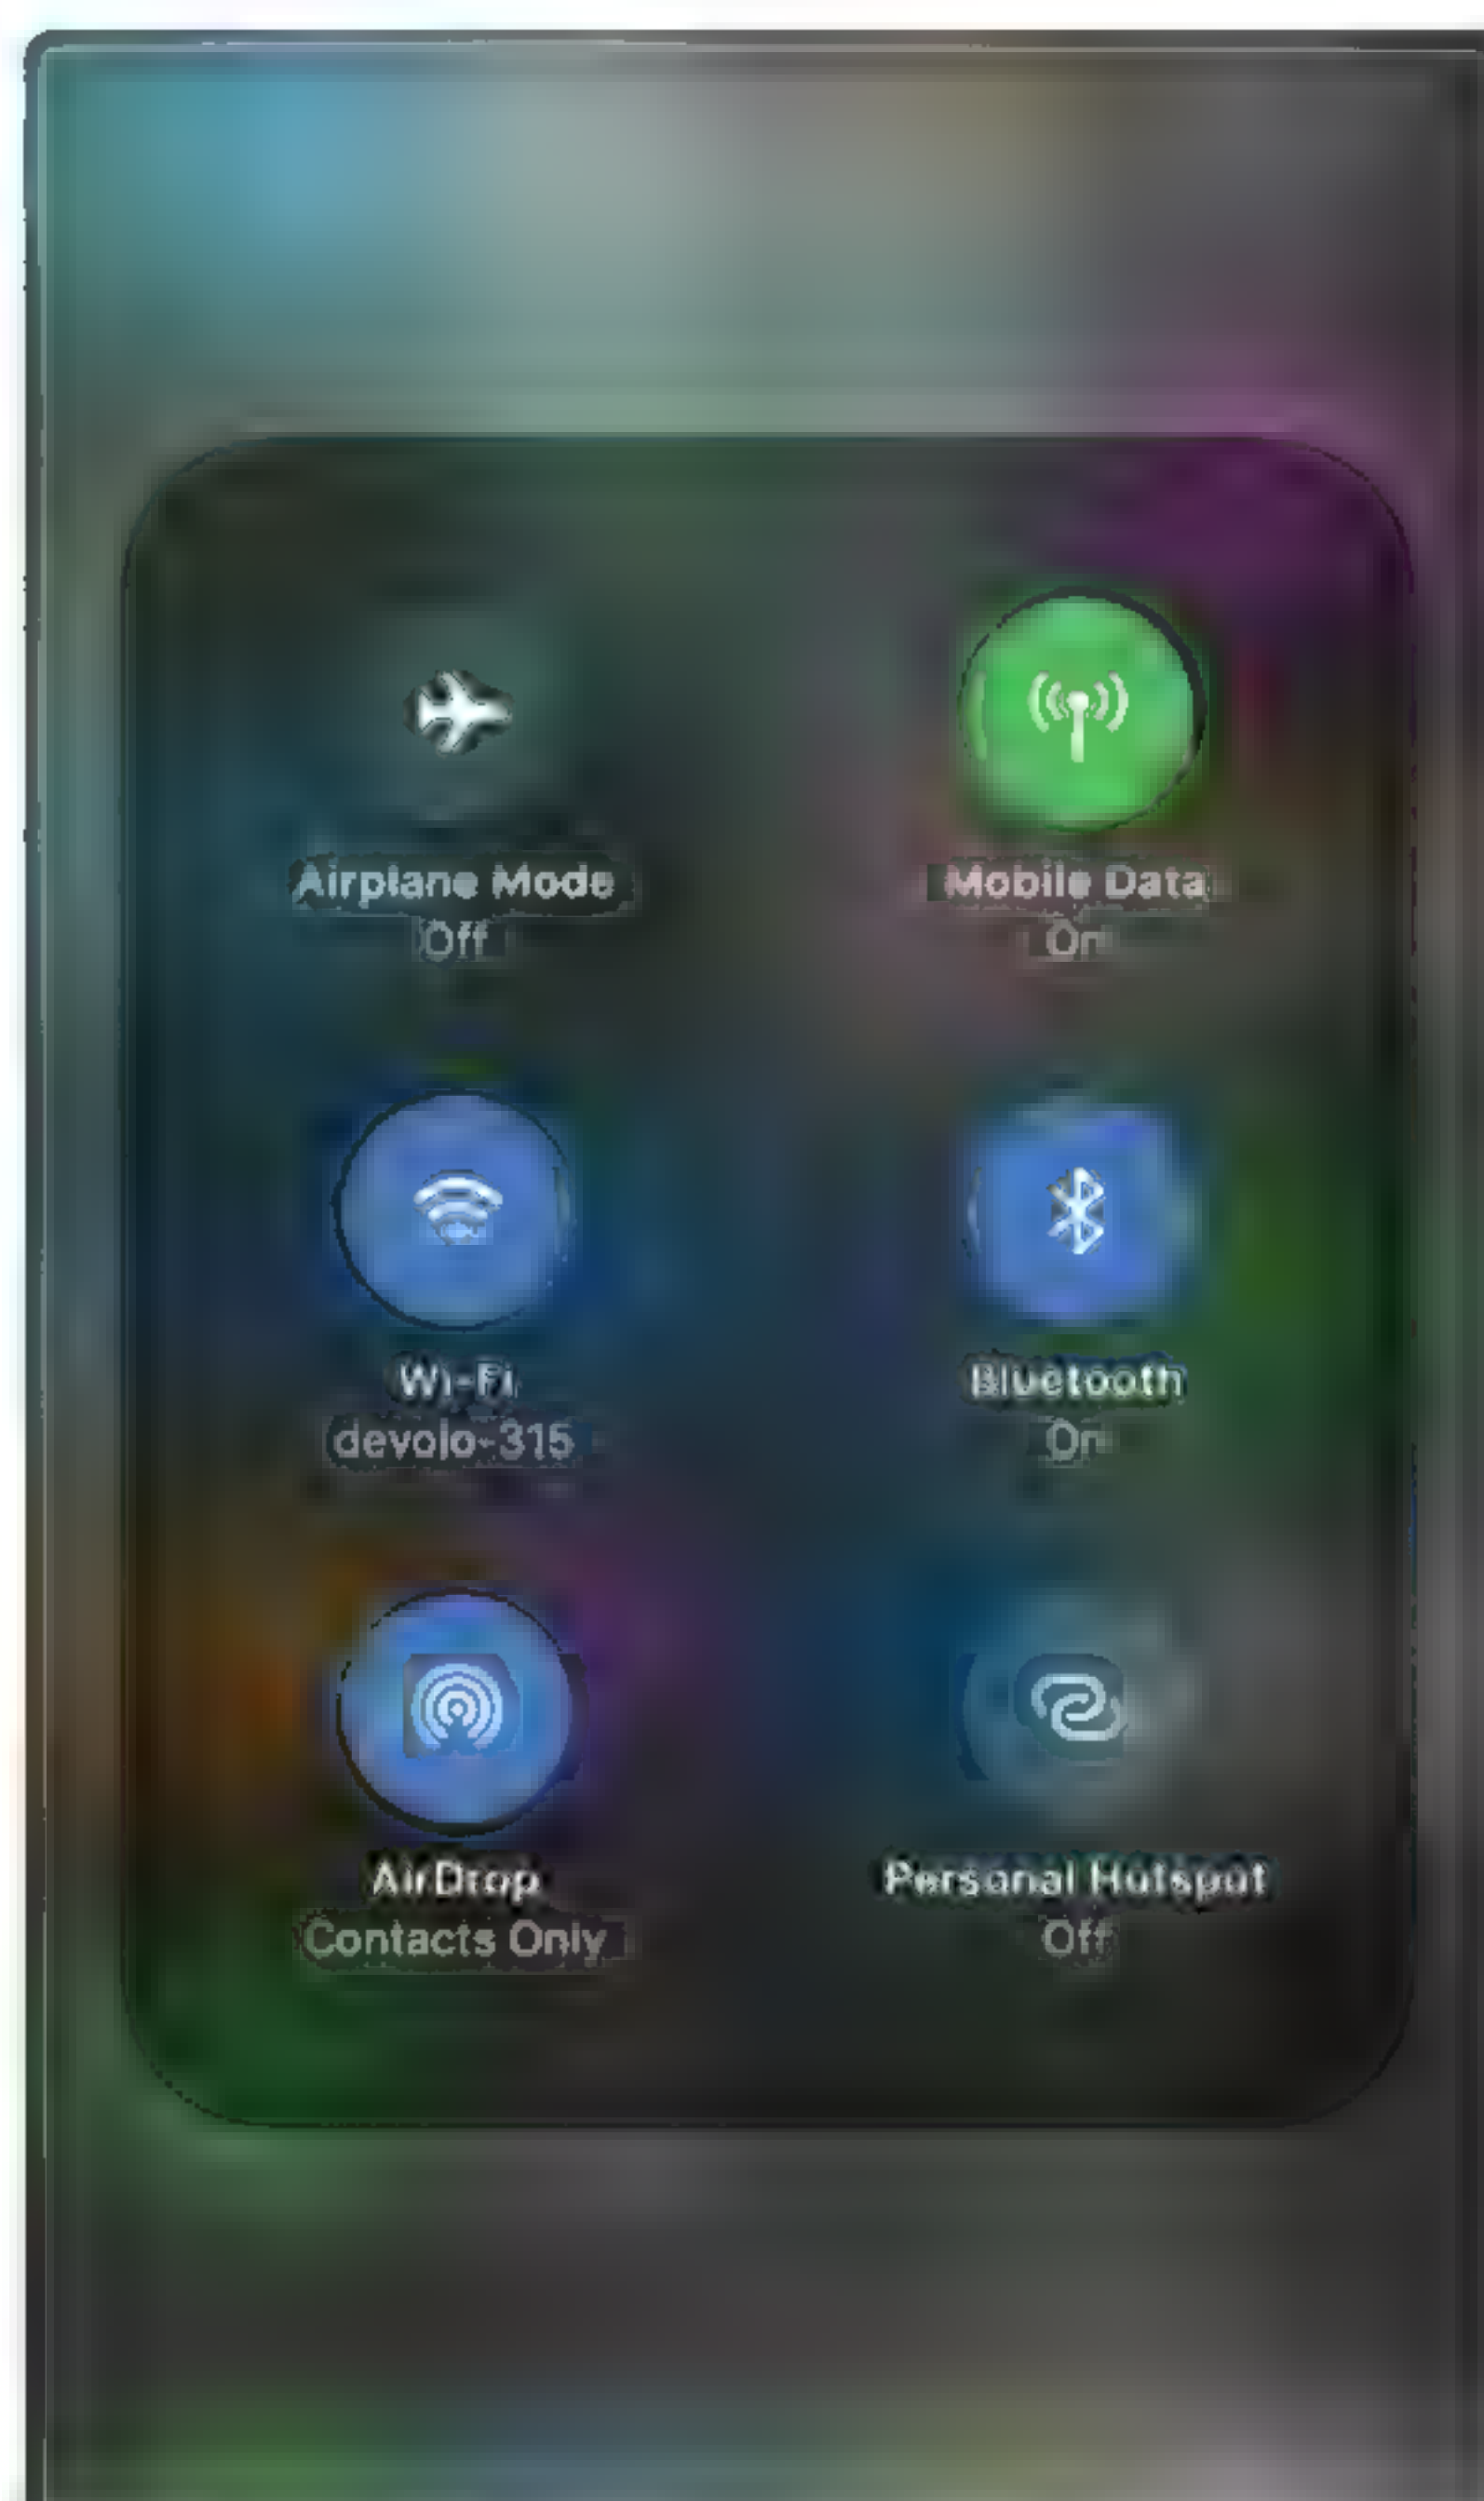 Airplane Mode
Off
Mobile Data
On
Wi-Fi
devolo-315
Bluetooth
On
AirDrop
Contacts Only
Personal Hotspot
Off